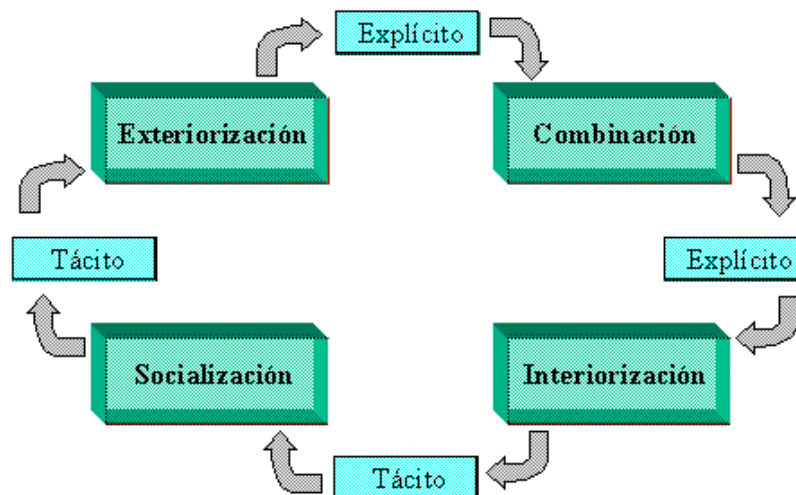 Explícito
Exteriorización
Combinación
Tácito
Explícito
Socialización
Interiorización
Tácito